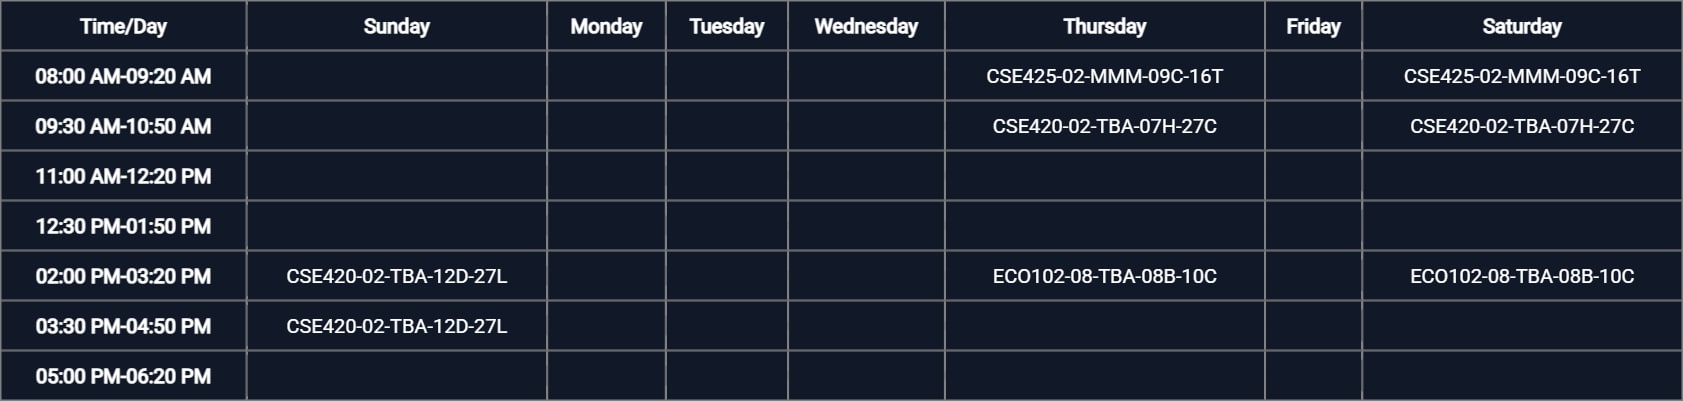 Time/Day Sunday Monday Tuesday Wednesday Thursday Friday Saturday
08:00 AM-09:20 AM CSE425-02-MMM-09C-16T CSE425-02-MMM-09C-16T
09:30 AM-10:50 AM CSE420-02-TBA-07H-27C CSE420-02-TBA-07H-27C
11:00 AM-12:20 PM
12:30 PM-01:50 PM
02:00 PM-03:20 PM CSE420-02-TBA-12D-27L ECO102-08-TBA-08B-10C ECO102-08-TBA-08B-10C
03:30 PM-04:50 PM CSE420-02-TBA-12D-27L
05:00 PM-06:20 PM